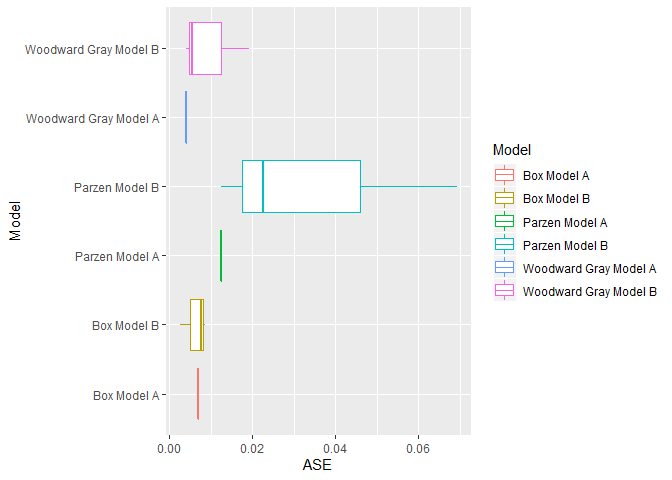 Woodward Gray Model B
Woodward Gray Model A
Parzen Model B
Parzen Model A
Box Model B
Box Model A
Model
0.00 0.02 0.04 0.06
ASE
Model
Box Model A
Box Model B
Parzen Model A
Parzen Model B
Woodward Gray Model A
Woodward Gray Model B